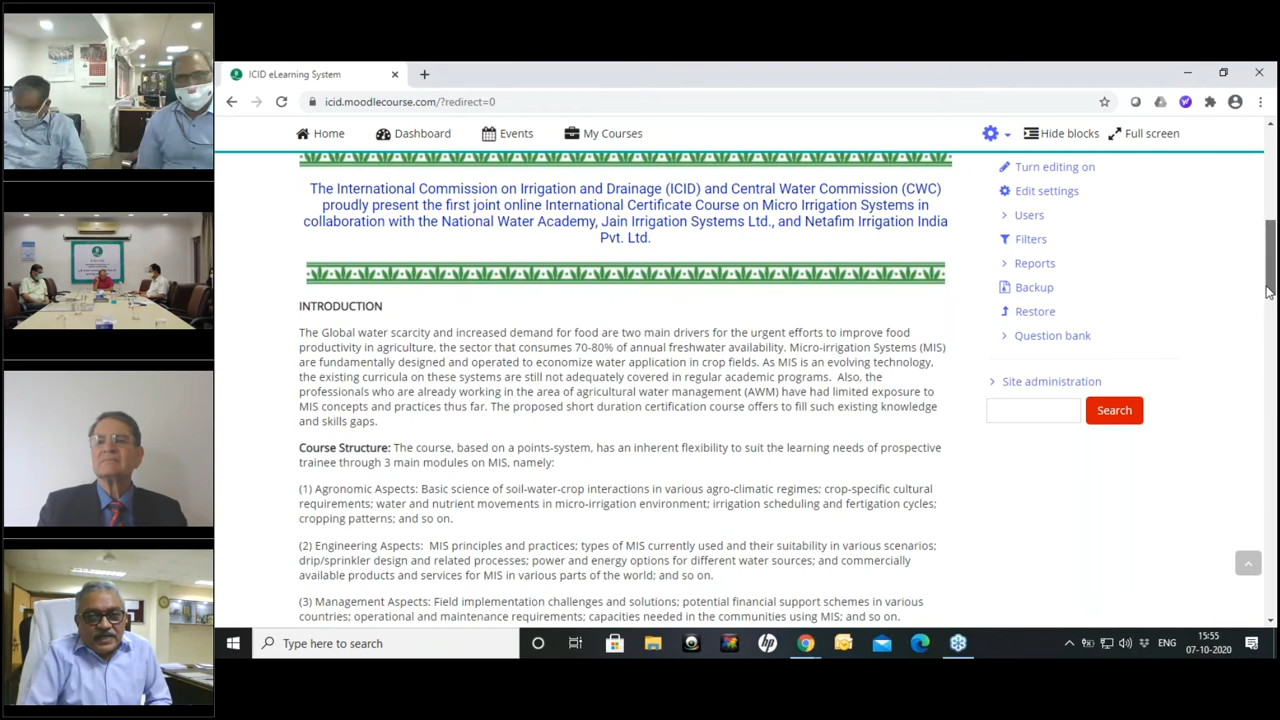 ICID eLearning System
icid.moodlecourse.com/?redirect=0
Home Dashboard Events My Courses Hide blocks Full screen
The International Commission on Irrigation and Drainage (ICID) and Central Water Commission (CWC)
proudly present the first joint online International Certificate Course on Micro Irrigation Systems in
collaboration with the National Water Academy, Jain Irrigation Systems Ltd., and Netafim Irrigation India
Pvt. Ltd.
INTRODUCTION
The Global water scarcity and increased demand for food are two main drivers for the urgent efforts to improve food
productivity in agriculture, the sector that consumes 70-80% of annual freshwater availability. Micro-irrigation Systems (MIS)
are fundamentally designed and operated to economize water application in crop fields. As MIS is an evolving technology,
the existing curricula on these systems are still not adequately covered in regular academic programs. Also, the
professionals who are already working in the area of agricultural water management (AWM) have had limited exposure to
MIS concepts and practices thus far. The proposed short duration certification course offers to fill such existing knowledge
and skills gaps.
Course Structure: The course, based on a points-system, has an inherent flexibility to suit the learning needs of prospective
trainee through 3 main modules on MIS, namely:
(1) Agronomic Aspects: Basic science of soil-water-crop interactions in various agro-climatic regimes; crop-specific cultural
requirements; water and nutrient movements in micro-irrigation environment; irrigation scheduling and fertigation cycles;
cropping patterns; and so on.
(2) Engineering Aspects: MIS principles and practices; types of MIS currently used and their suitability in various scenarios;
drip/sprinkler design and related processes; power and energy options for different water sources; and commercially
available products and services for MIS in various parts of the world; and so on.
(3) Management Aspects: Field implementation challenges and solutions; potential financial support schemes in various
countries; operational and maintenance requirements; capacities needed in the communities using MIS; and so on.
Turn editing on
Edit settings
Users
Filters
Reports
Backup
Restore
Question bank
Site administration
Search
Type here to search
hp
ENG
15:55
07-10-2020